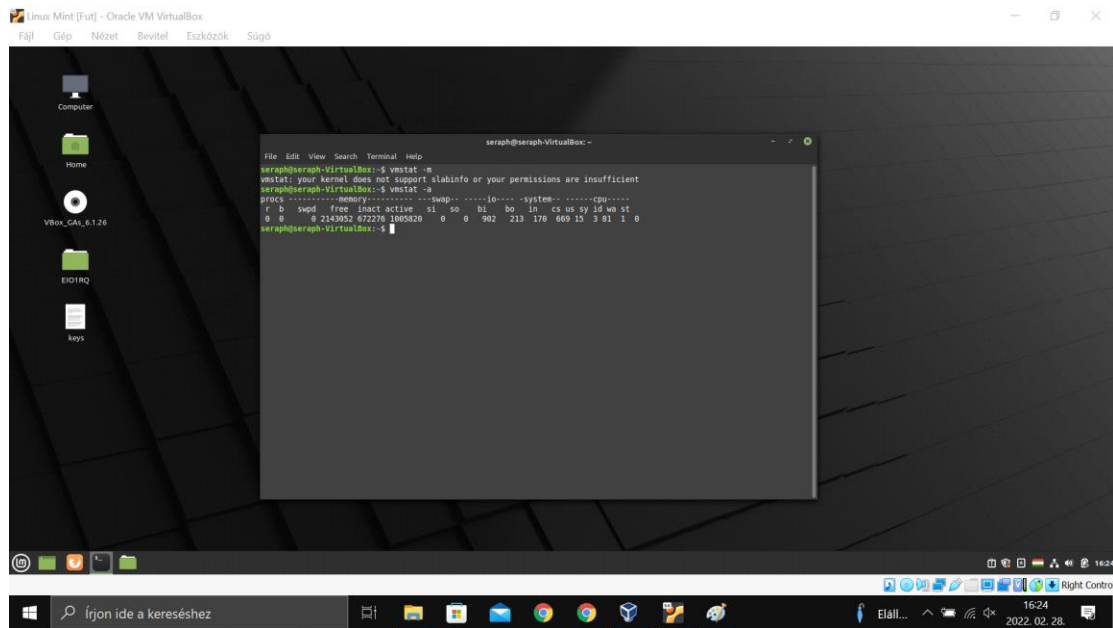 Linux Mint [Fut] - Oracle VM VirtualBox
Fájl Gép Nézet Bevitel Eszközök Súgó
Computer
Home
VBox_GAs_6.1.26
EIO1RQ
keys
seraph@seraph-VirtualBox: ~
File Edit View Search Terminal Help
seraph@seraph-VirtualBox:~$ vmstat -m
vmstat: your kernel does not support slabinfo or your permissions are insufficient
seraph@seraph-VirtualBox:~$ vmstat -a
procs -----------memory---------- ---swap-- -----io---- -system-- ------cpu-----
r b swpd free inact active si so bi bo in cs us sy id wa st
0 0 0 2143052 672276 1005820 0 0 902 213 170 669 15 3 81 1 0
seraph@seraph-VirtualBox:~$
16:24
Right Contro
Írjon ide a kereséshez
Eláll...
16:24
2022. 02. 28.